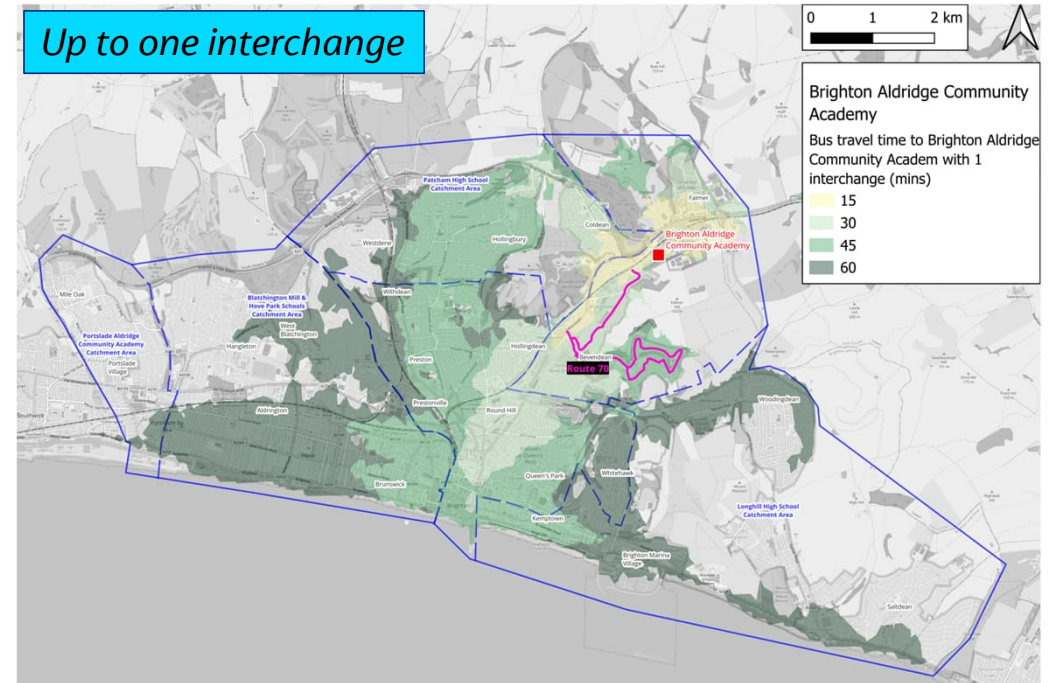 Up to one interchange
0 1 2 km
Brighton Aldridge Community
Academy
Bus travel time to Brighton Aldridge
Community Academ with 1
interchange (mins)
15
30
45
60
Patcham High School
Catchment Area
Falmer
Coldean
Brighton Aldridge
Community Academy
Westdene
Hollingbury
Mile Oak
Withdean
Blatchington Mill &
Hove Park Schools
Catchment Area
West
Blatchington
Portslade Aldridge
Community Academy
Catchment Area
Portslade
Village
Hangleton
Hollingdean
Preston
Bevendean
Route 70
Southwick
Aldrington
Prestonville
Round Hill
Woodingdean
Queen's Park
Whitehawk
Brunswick
Longhill High School
Catchment Area
Brighton
Kemptown
Brighton Marina
Village
Saltdean